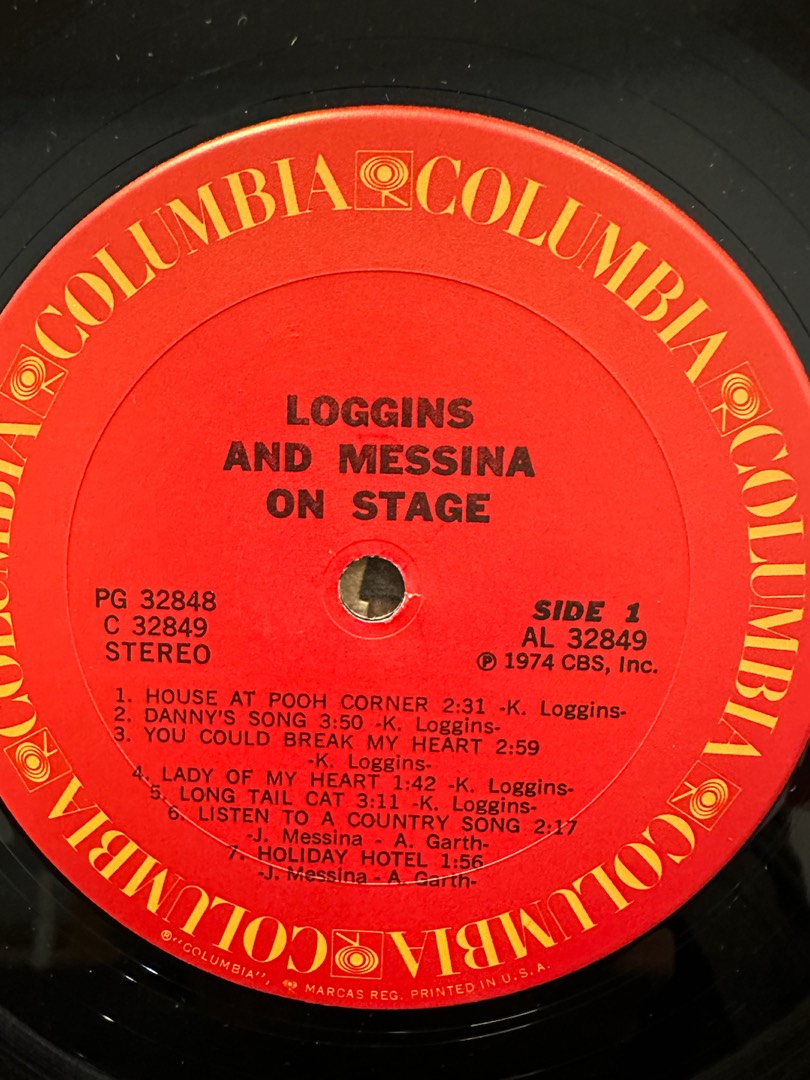 COLUMBIA COLUMBIA COLUMBIA COLUMBIA COLUMBIA COLUMBIA COLUMBIA COLUMBIA
LOGGINS
AND MESSINA
ON STAGE
PG 32848
C 32849
STEREO
SIDE 1
AL 32849
℗ 1974 CBS, Inc.
1. HOUSE AT POOH CORNER 2:31 -K. Loggins-
2. DANNY'S SONG 3:50 -K. Loggins-
3. YOU COULD BREAK MY HEART 2:59
-K. Loggins-
4. LADY OF MY HEART 1:42 -K. Loggins-
5. LONG TAIL CAT 3:11 -K. Loggins-
6. LISTEN TO A COUNTRY SONG 2:17
-J. Messina - A. Garth-
7. HOLIDAY HOTEL 1:56
-J. Messina - A. Garth-
®"COLUMBIA", MARCAS REG. PRINTED IN U.S.A.